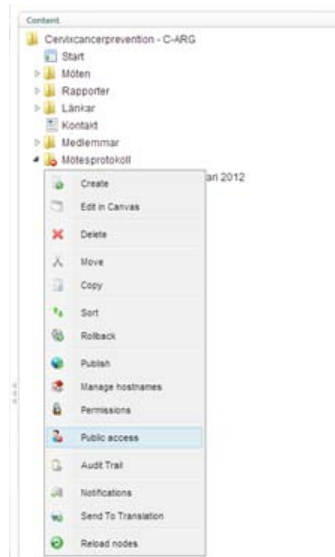 Content
Cervixcancerprevention - C-ARG
Start
Möten
Rapporter
Länkar
Kontakt
Medlemmar
Mötesprotokoll
ari 2012
Create
Edit in Canvas
Delete
Move
Copy
Sort
Rollback
Publish
Manage hostnames
Permissions
Public access
Audit Trail
Notifications
Send To Translation
Reload nodes